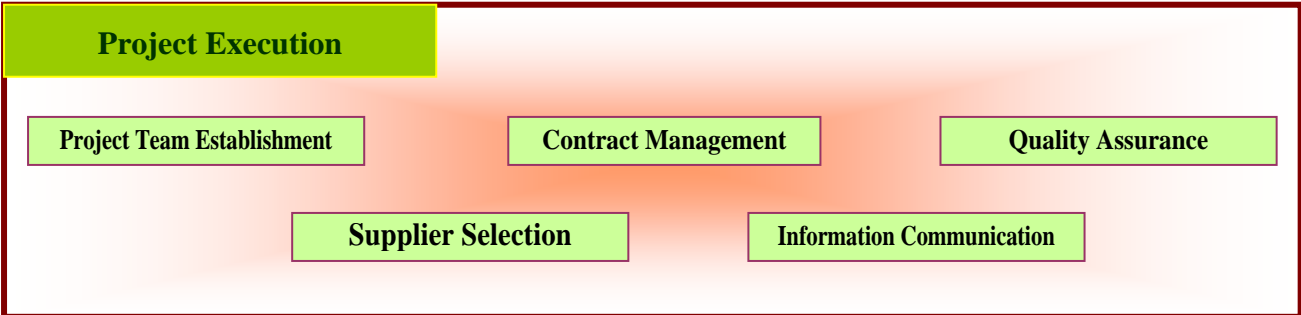 Project Execution
Project Team Establishment
Contract Management
Quality Assurance
Supplier Selection
Information Communication